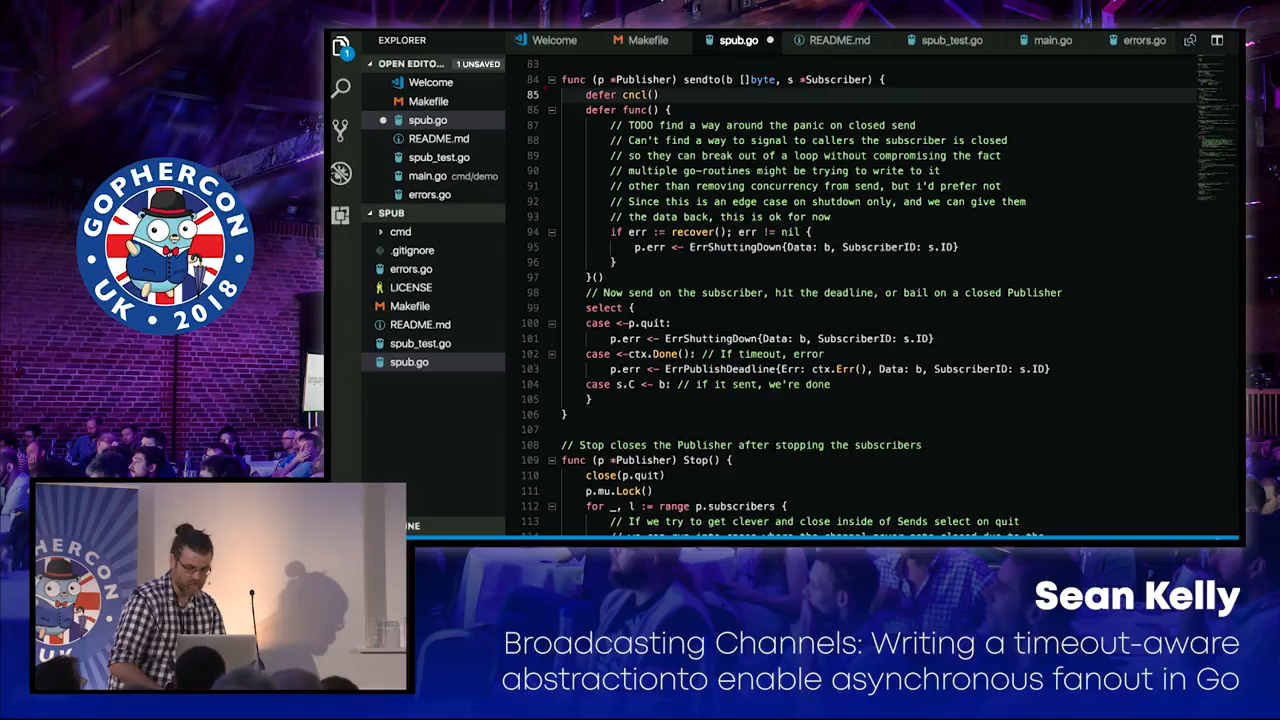 EXPLORER
OPEN EDITO... 1 UNSAVED
Welcome
Makefile
spub.go
README.md
spub_test.go
main.go cmd/demo
errors.go
SPUB
cmd
.gitignore
errors.go
LICENSE
Makefile
README.md
spub_test.go
spub.go
Welcome Makefile spub.go README.md spub_test.go main.go errors.go
83
84 func (p *Publisher) sendto(b []byte, s *Subscriber) {
85 defer cncl()
86 defer func() {
87 // TODO find a way around the panic on closed send
88 // Can't find a way to signal to callers the subscriber is closed
89 // so they can break out of a loop without compromising the fact
90 // multiple go-routines might be trying to write to it
91 // other than removing concurrency from send, but i'd prefer not
92 // Since this is an edge case on shutdown only, and we can give them
93 // the data back, this is ok for now
94 if err := recover(); err != nil {
95 p.err <- ErrShuttingDown{Data: b, SubscriberID: s.ID}
96 }
97 }()
98 // Now send on the subscriber, hit the deadline, or bail on a closed Publisher
99 select {
100 case <-p.quit:
101 p.err <- ErrShuttingDown{Data: b, SubscriberID: s.ID}
102 case <-ctx.Done(): // If timeout, error
103 p.err <- ErrPublishDeadline{Err: ctx.Err(), Data: b, SubscriberID: s.ID}
104 case s.C <- b: // if it sent, we're done
105 }
106 }
107
108 // Stop closes the Publisher after stopping the subscribers
109 func (p *Publisher) Stop() {
110 close(p.quit)
111 p.mu.Lock()
112 for _, l := range p.subscribers {
113 // If we try to get clever and close inside of Sends select on quit
GOPHERCON
UK • 2018
Sean Kelly
Broadcasting Channels: Writing a timeout-aware
abstractionto enable asynchronous fanout in Go